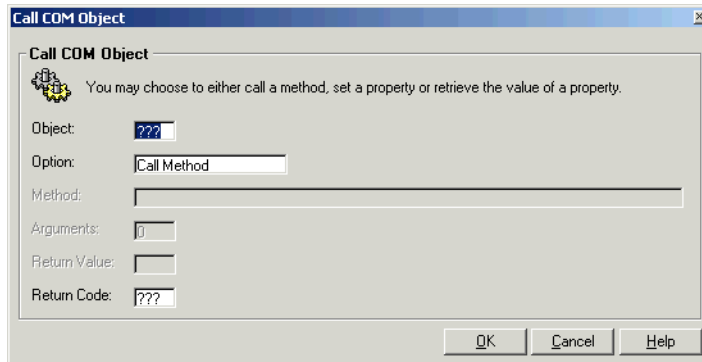 Call COM Object
Call COM Object
You may choose to either call a method, set a property or retrieve the value of a property.
Object: ???
Option: Call Method
Method:
Arguments: 0
Return Value:
Return Code: ???
OK Cancel Help